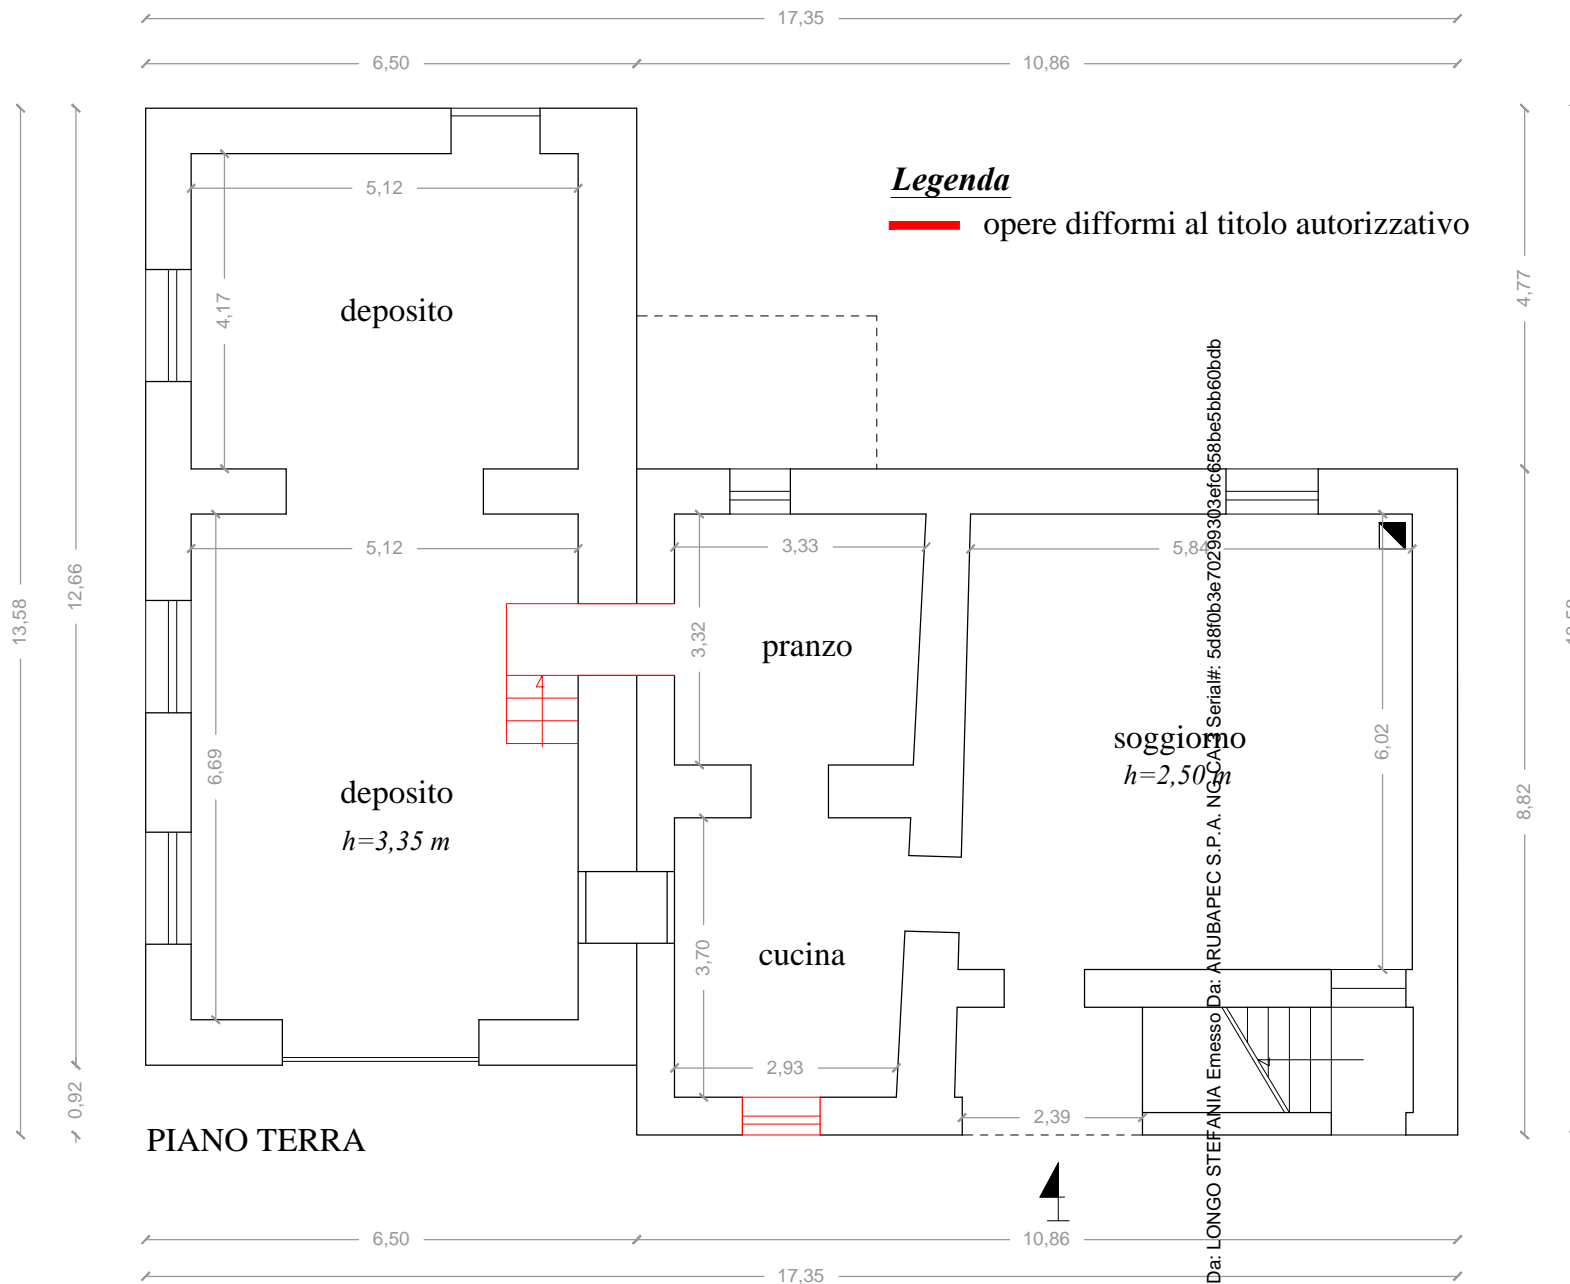 17,35
6,50
10,86
Legenda
opere difformi al titolo autorizzativo
5,12
4,17
deposito
4,77
12,66
13,58
5,12
3,33
5,84
3,32
pranzo
soggiorno
h=2,50 m
6,02
6,69
deposito
h=3,35 m
8,82
3,70
cucina
2,93
2,39
0,92
PIANO TERRA
6,50
10,86
17,35
Da: LONGO STEFANIA Emesso Da: ARUBAPEC S.P.A. NG CA 3 Serial#: 5d8f0b3e70299303efc658be5bb60bdb